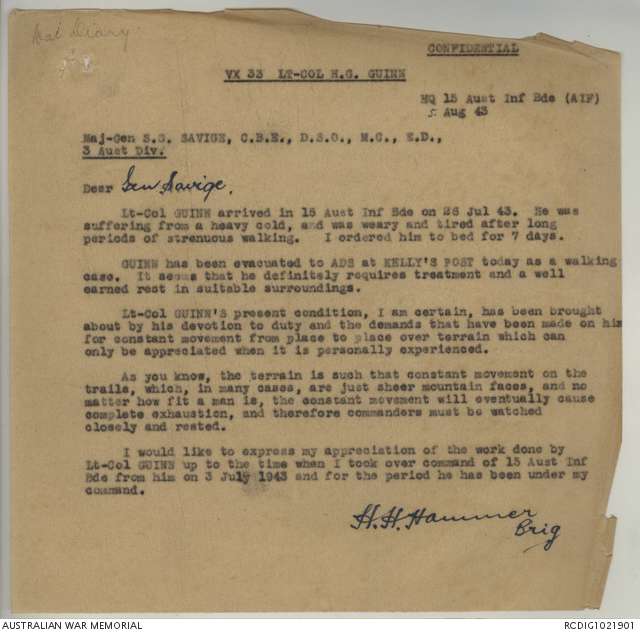 Diary
CONFIDENTIAL
VX 33 LT-COL H.G. GUINN
HQ 15 Aust Inf Bde (AIF)
5 Aug 43
Maj-Gen S.G. SAVIGE, C.B.E., D.S.O., M.C., E.D.,
3 Aust Div.
Dear Gen Savige,
Lt-Col GUINN arrived in 15 Aust Inf Bde on 26 Jul 43. He was
suffering from a heavy cold, and was weary and tired after long
periods of strenuous walking. I ordered him to bed for 7 days.
GUINN has been evacuated to ADS at KELLY'S POST today as a walking
case. It seems that he definitely requires treatment and a well
earned rest in suitable surroundings.
Lt-Col GUINN'S present condition, I am certain, has been brought
about by his devotion to duty and the demands that have been made on him
for constant movement from place to place over terrain which can
only be appreciated when it is personally experienced.
As you know, the terrain is such that constant movement on the
trails, which, in many cases, are just sheer mountain faces, and no
matter how fit a man is, the constant movement will eventually cause
complete exhaustion, and therefore commanders must be watched
closely and rested.
I would like to express my appreciation of the work done by
Lt-Col GUINN up to the time when I took over command of 15 Aust Inf
Bde from him on 3 July 1943 and for the period he has been under my
command.
H.H. Hammer
Brig
AUSTRALIAN WAR MEMORIAL
RCDIG1021901